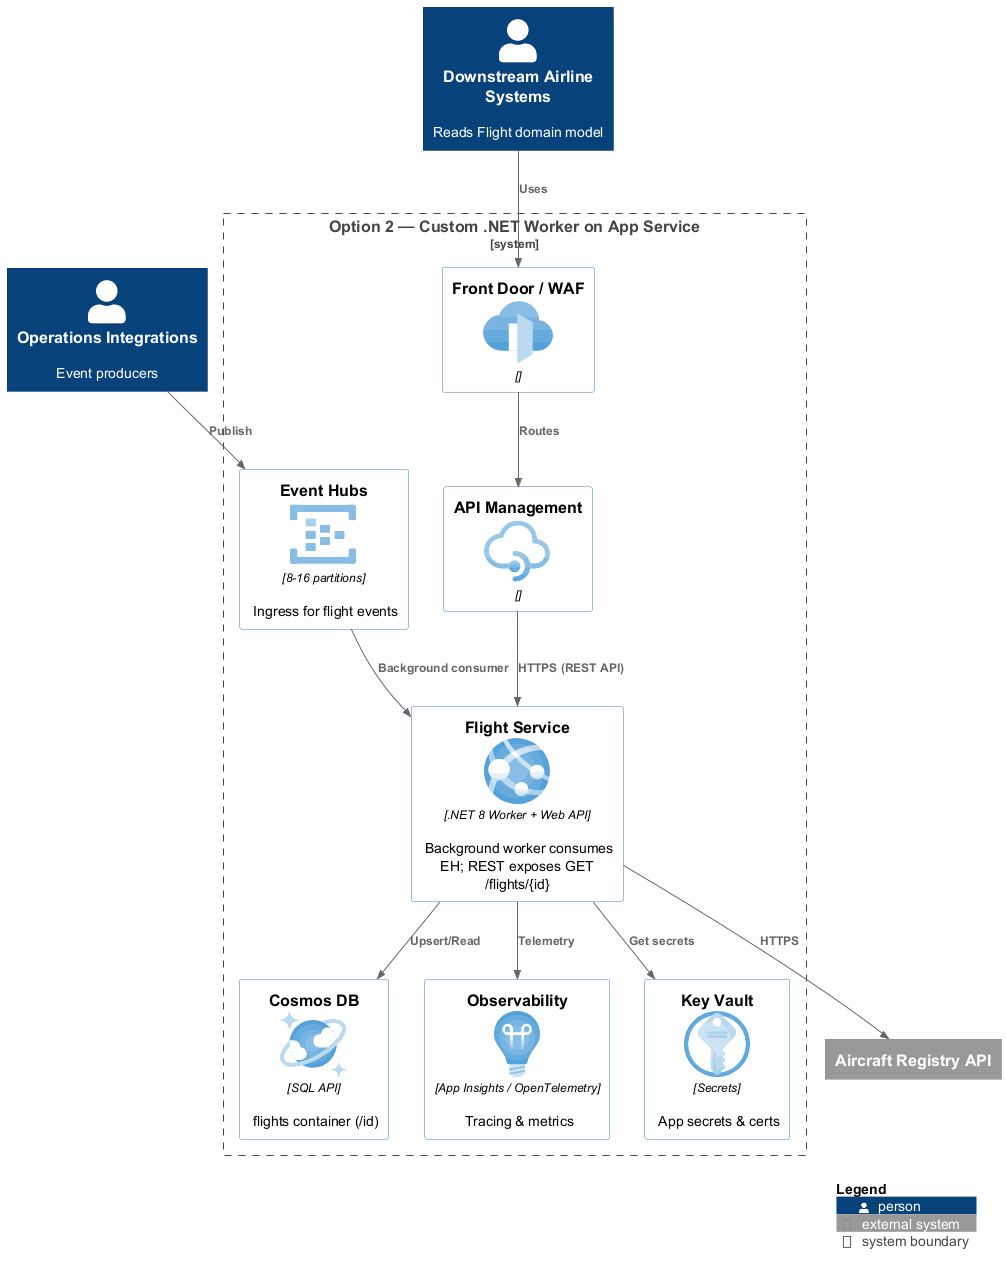 Downstream Airline
Systems
Reads Flight domain model
Uses
Option 2 — Custom .NET Worker on App Service
[system]
Front Door / WAF
[]
Operations Integrations
Event producers
Publish
Routes
Event Hubs
[8-16 partitions]
Ingress for flight events
API Management
[]
Background consumer
HTTPS (REST API)
Flight Service
[.NET 8 Worker + Web API]
Background worker consumes
EH; REST exposes GET
/flights/{id}
Upsert/Read
Telemetry
Get secrets
HTTPS
Cosmos DB
[SQL API]
flights container (/id)
Observability
[App Insights / OpenTelemetry]
Tracing & metrics
Key Vault
[Secrets]
App secrets & certs
Aircraft Registry API
Legend
person
external system
system boundary